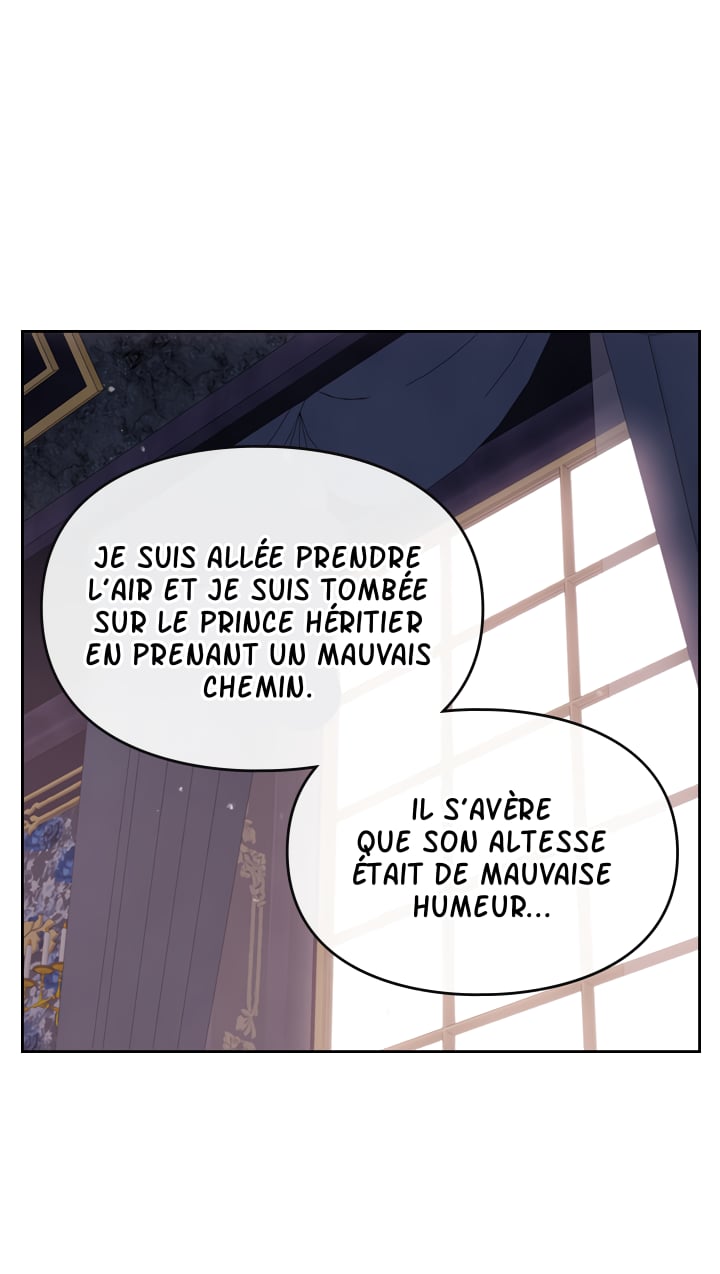 JE SUIS ALLÉE PRENDRE
L'AIR ET JE SUIS TOMBÉE
SUR LE PRINCE HÉRITIER
EN PRENANT UN MAUVAIS
CHEMIN.
IL S'AVÈRE
QUE SON ALTESSE
ÉTAIT DE MAUVAISE
HUMEUR...